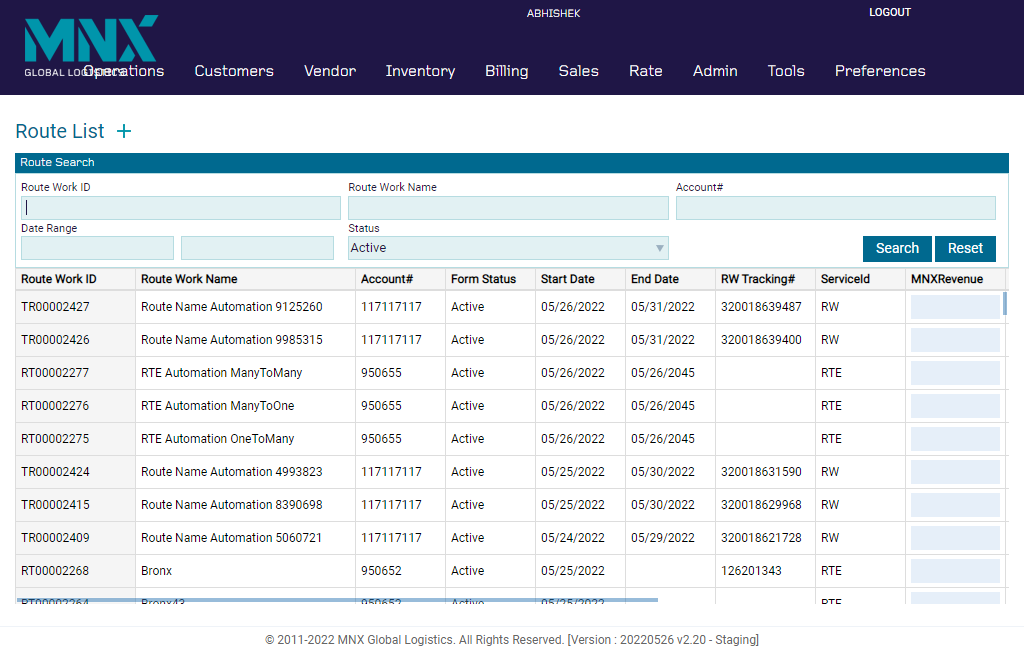 ABHISHEK
LOGOUT
MNX
GLOBAL LOGISTICS
Operations Customers Vendor Inventory Billing Sales Rate Admin Tools Preferences
Route List +
Route Search
Route Work ID Route Work Name Account#
Date Range Status
Active Search Reset
Route Work ID Route Work Name Account# Form Status Start Date End Date RW Tracking# ServiceId MNXRevenue
TR00002427 Route Name Automation 9125260 117117117 Active 05/26/2022 05/31/2022 320018639487 RW
TR00002426 Route Name Automation 9985315 117117117 Active 05/26/2022 05/31/2022 320018639400 RW
RT00002277 RTE Automation ManyToMany 950655 Active 05/26/2022 05/26/2045 RTE
RT00002276 RTE Automation ManyToOne 950655 Active 05/26/2022 05/26/2045 RTE
RT00002275 RTE Automation OneToMany 950655 Active 05/26/2022 05/26/2045 RTE
TR00002424 Route Name Automation 4993823 117117117 Active 05/25/2022 05/30/2022 320018631590 RW
TR00002415 Route Name Automation 8390698 117117117 Active 05/25/2022 05/30/2022 320018629968 RW
TR00002409 Route Name Automation 5060721 117117117 Active 05/24/2022 05/29/2022 320018621728 RW
RT00002268 Bronx 950652 Active 05/25/2022 126201343 RTE
RT00002264 Bronx43 950652 Active 05/25/2022 RTE
© 2011-2022 MNX Global Logistics. All Rights Reserved. [Version : 20220526 v2.20 - Staging]